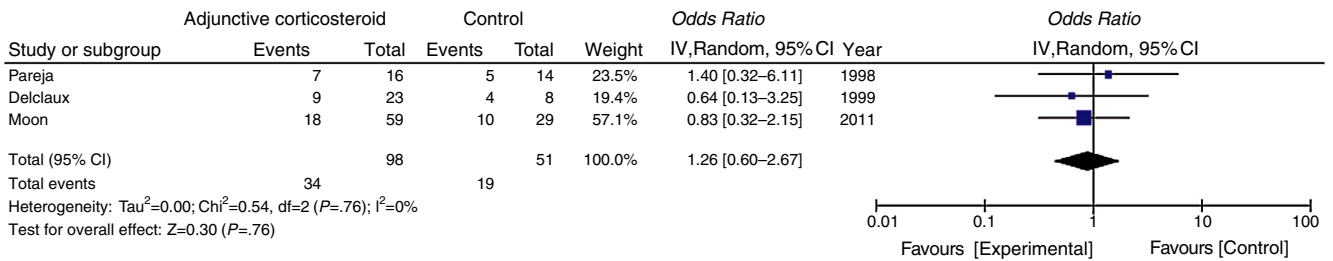 Adjunctive corticosteroid Control Odds Ratio Odds Ratio
Study or subgroup Events Total Events Total Weight IV,Random, 95% CI Year IV,Random, 95% CI
Pareja 7 16 5 14 23.5% 1.40 [0.32–6.11] 1998
Delclaux 9 23 4 8 19.4% 0.64 [0.13–3.25] 1999
Moon 18 59 10 29 57.1% 0.83 [0.32–2.15] 2011
Total (95% CI) 98 51 100.0% 1.26 [0.60–2.67]
Total events 34 19
Heterogeneity: Tau²=0.00; Chi²=0.54, df=2 (P=.76); I²=0%
Test for overall effect: Z=0.30 (P=.76)
0.01 0.1 1 10 100
Favours [Experimental] Favours [Control]